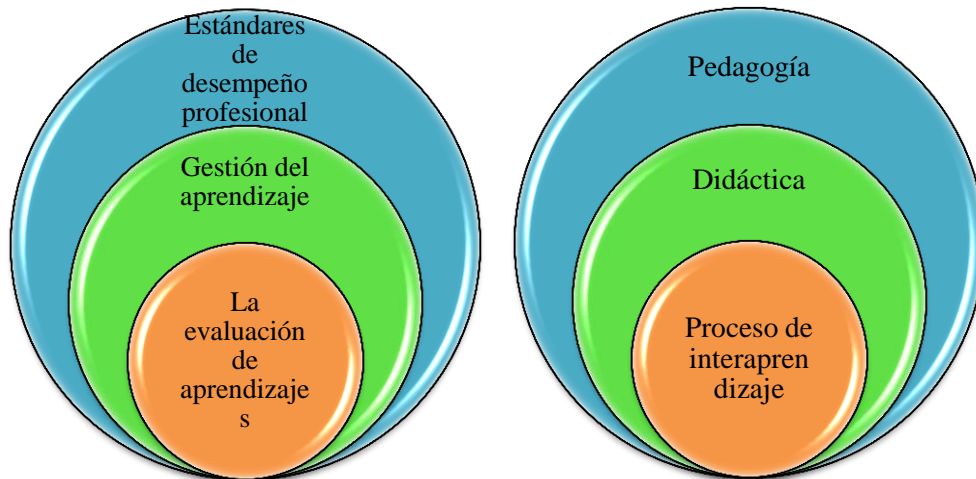 Estándares
de
desempeño
profesional
Gestión del
aprendizaje
La
evaluación
de
aprendizaje
s
Pedagogía
Didáctica
Proceso de
interapren
dizaje